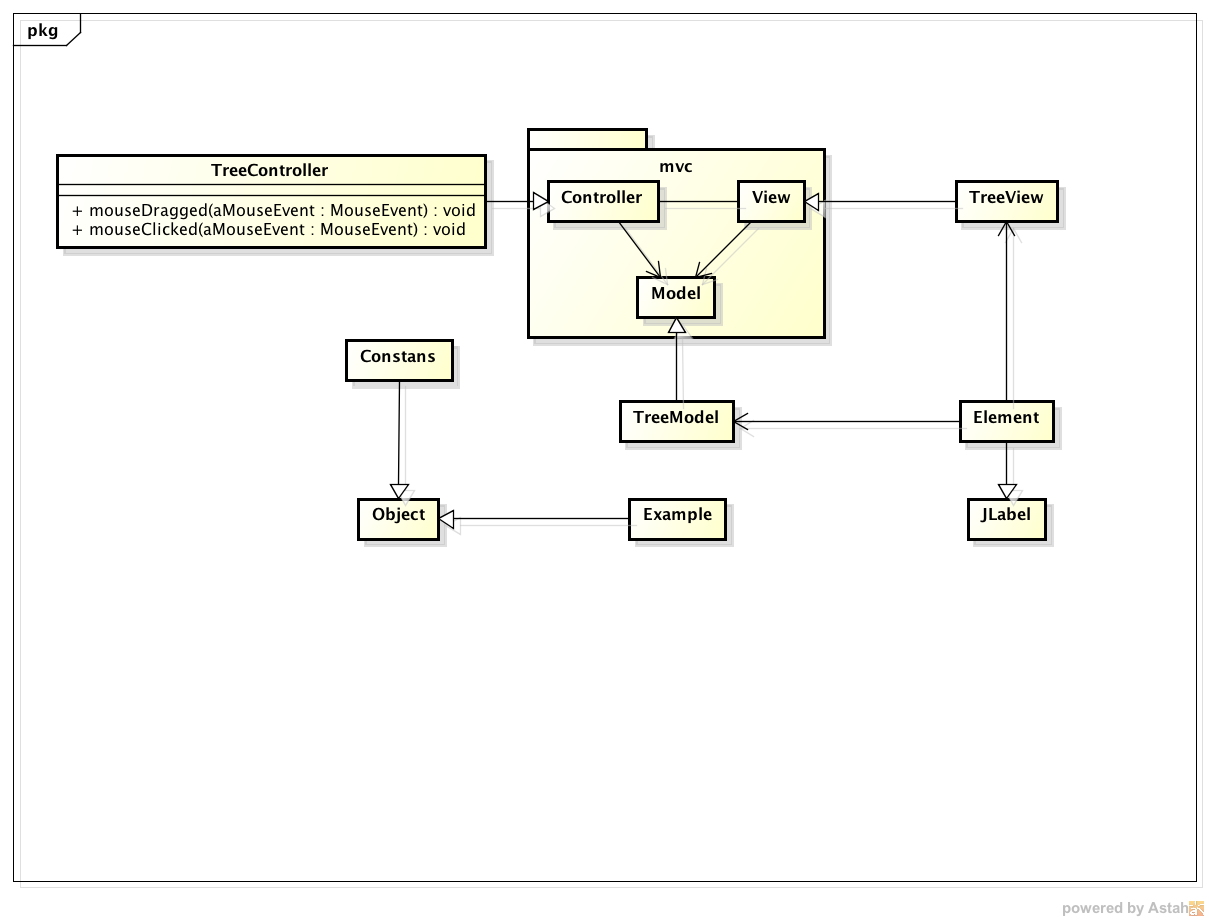 pkg
mvc
TreeController
+ mouseDragged(aMouseEvent : MouseEvent) : void
+ mouseClicked(aMouseEvent : MouseEvent) : void
Controller
View
TreeView
Model
Constans
TreeModel
Element
Object
Example
JLabel
powered by Astah